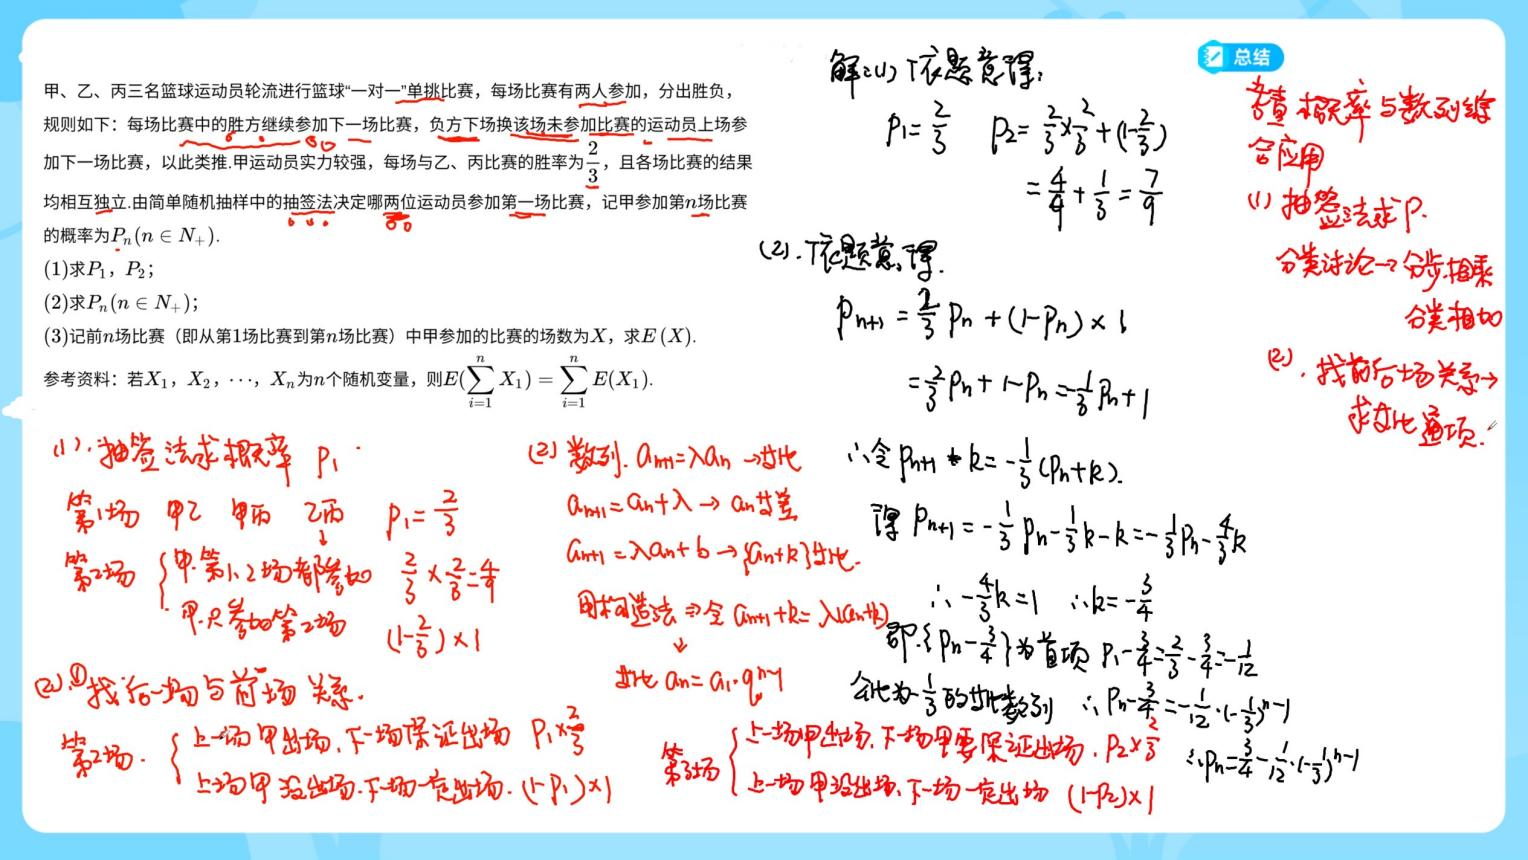 甲、乙、丙三名篮球运动员轮流进行篮球“一对一”单挑比赛，每场比赛有两人参加，分出胜负，
规则如下：每场比赛中的胜方继续参加下一场比赛，负方下场换该场未参加比赛的运动员上场参
加下一场比赛，以此类推.甲运动员实力较强，每场与乙、丙比赛的胜率为2/3，且各场比赛的结果
均相互独立.由简单随机抽样中的抽签法决定哪两位运动员参加第一场比赛，记甲参加第n场比赛
的概率为Pₙ(n ∈ N₊).
(1)求P₁，P₂；
(2)求Pₙ(n ∈ N₊)；
(3)记前n场比赛（即从第1场比赛到第n场比赛）中甲参加的比赛的场数为X，求E(X).
参考资料：若X₁，X₂，⋯，Xₙ为n个随机变量，则E(∑ⁿᵢ₌₁ X₁) = ∑ⁿᵢ₌₁ E(X₁).
(1). 抽签法求概率 P₁
第1场 甲乙 甲丙 乙丙 P₁=2/3
第2场 { 甲.第1、2场都参加 2/3×2/3=4/9
甲.只参加第2场 (1-2/3)×1
(2) ①找后一场与前一场关系.
第2场. { 上一场甲出场、下一场保证出场 P₁×2/3
上一场甲没出场.下一场一定出场. (1-P₁)×1
(2) 数列. aₙ₊₁=λaₙ→等比
aₙ₊₁=aₙ+λ→aₙ等差
aₙ₊₁=λaₙ+b→{aₙ+k}等比.
用构造法⇒令 aₙ₊₁+k=λ(aₙ+k)
↓
等比 aₙ=a₁·qⁿ⁻¹
第3场 { 上一场甲出场、下一场甲要保证出场. P₂×2/3
上一场甲没出场、下一场一定出场 (1-P₂)×1
解:(1) 依题意得:
P₁=2/3 P₂=2/3×2/3+(1-2/3)
=4/9+1/3=7/9
(2). 依题意,得.
Pₙ₊₁=2/3Pₙ+(1-Pₙ)×1
=2/3Pₙ+1-Pₙ=-1/3Pₙ+1
∴令Pₙ₊₁+k=-1/3(Pₙ+k).
得Pₙ₊₁=-1/3Pₙ-1/3k-k=-1/3Pₙ-4/3k
∴-4/3k=1 ∴k=-3/4
即.{Pₙ-3/4}为首项 P₁-3/4=2/3-3/4=-1/12
公比为-1/3的等比数列 ∴Pₙ-3/4=-1/12·(-1/3)ⁿ⁻¹
∴Pₙ=3/4-1/12·(-1/3)ⁿ⁻¹
总结
考查概率与数列综
合应用
(1) 抽签法求P.
分类讨论→分步相乘
分类相加
(2). 找前后场关系→
求等比通项.